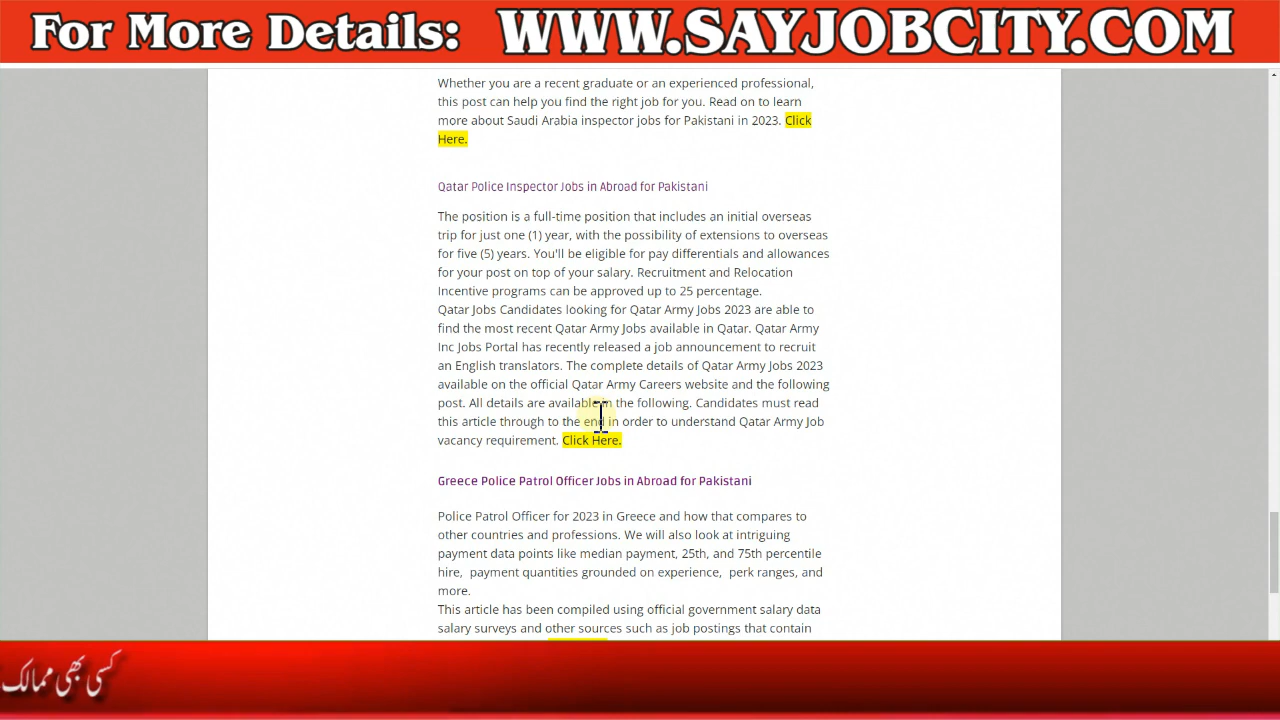 For More Details: WWW.SAYJOBCITY.COM
Whether you are a recent graduate or an experienced professional,
this post can help you find the right job for you. Read on to learn
more about Saudi Arabia inspector jobs for Pakistani in 2023. Click
Here.
Qatar Police Inspector Jobs in Abroad for Pakistani
The position is a full-time position that includes an initial overseas
trip for just one (1) year, with the possibility of extensions to overseas
for five (5) years. You'll be eligible for pay differentials and allowances
for your post on top of your salary. Recruitment and Relocation
Incentive programs can be approved up to 25 percentage.
Qatar Jobs Candidates looking for Qatar Army Jobs 2023 are able to
find the most recent Qatar Army Jobs available in Qatar. Qatar Army
Inc Jobs Portal has recently released a job announcement to recruit
an English translators. The complete details of Qatar Army Jobs 2023
available on the official Qatar Army Careers website and the following
post. All details are available in the following. Candidates must read
this article through to the end in order to understand Qatar Army Job
vacancy requirement. Click Here.
Greece Police Patrol Officer Jobs in Abroad for Pakistani
Police Patrol Officer for 2023 in Greece and how that compares to
other countries and professions. We will also look at intriguing
payment data points like median payment, 25th, and 75th percentile
hire, payment quantities grounded on experience, perk ranges, and
more.
This article has been compiled using official government salary data
salary surveys and other sources such as job postings that contain
کسی بھی ممالک